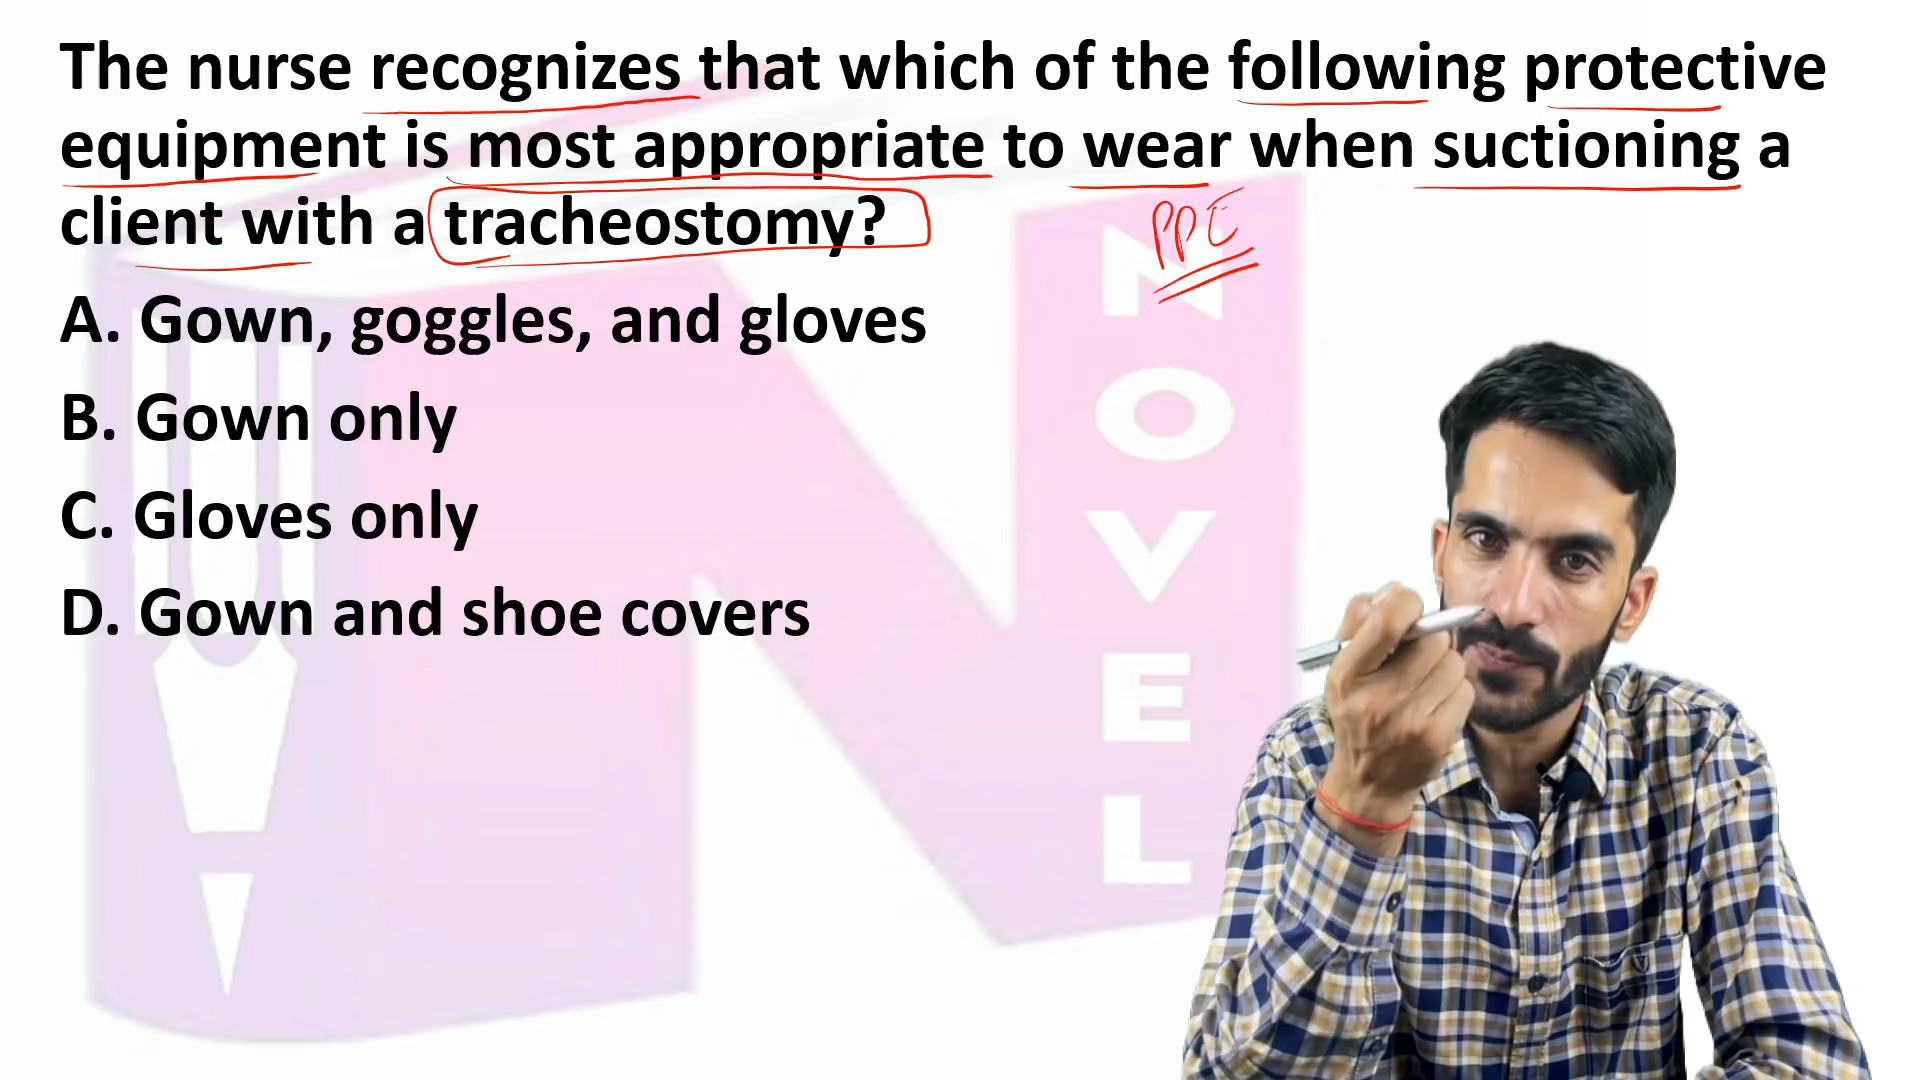 The nurse recognizes that which of the following protective
equipment is most appropriate to wear when suctioning a
client with a tracheostomy?
PPE
A. Gown, goggles, and gloves
B. Gown only
C. Gloves only
D. Gown and shoe covers
NOVEL